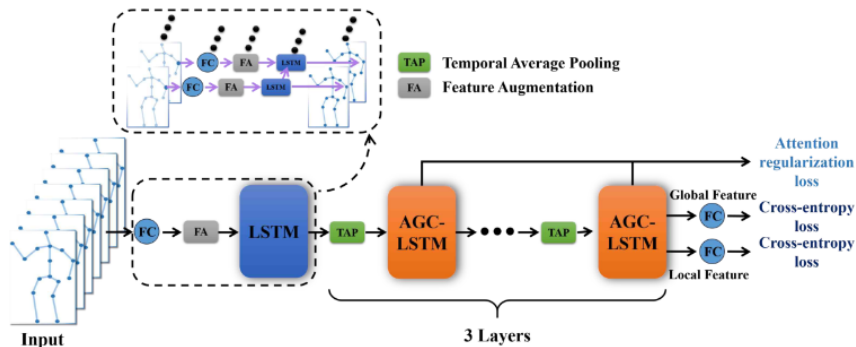 FC
FA
LSTM
FC
FA
LSTM
TAP
Temporal Average Pooling
FA
Feature Augmentation
Attention
regularization
loss
Global Feature
FC
Cross-entropy
loss
FC
Cross-entropy
loss
Local Feature
FC
FA
LSTM
TAP
AGC-
LSTM
TAP
AGC-
LSTM
3 Layers
Input